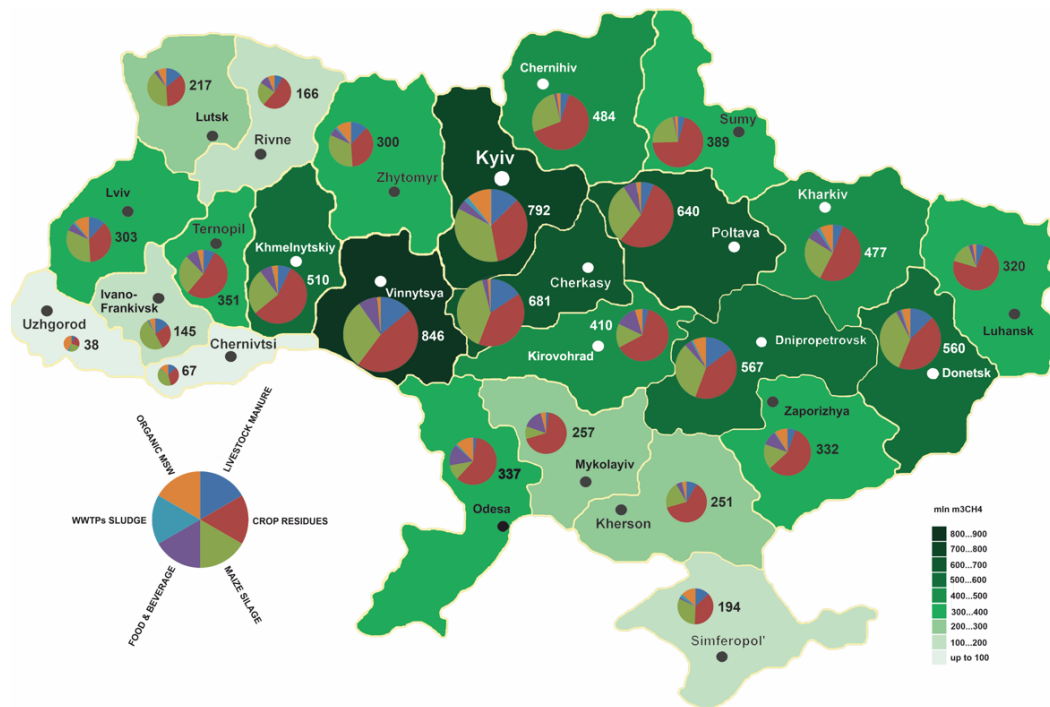 Chernihiv
217
166
484
Sumy
Lutsk
Rivne
300
389
Kyiv
Zhytomyr
Lviv
Kharkiv
792
640
Ternopil
303
Khmelnytskiy
Poltava
477
510
Cherkasy
320
Vinnytsya
Ivano-
Frankivsk
351
681
Uzhgorod
846
410
Luhansk
145
Chernivtsi
38
Kirovohrad
Dnipropetrovsk
560
67
567
Donetsk
Zaporizhya
257
332
337
Mykolayiv
251
Odesa
Kherson
194
Simferopol'
ORGANIC MSW
LIVESTOCK MANURE
WWTPs SLUDGE
CROP RESIDUES
FOOD & BEVERAGE
MAIZE SILAGE
mln m3CH4
800...900
700...800
600...700
500...600
400...500
300...400
200...300
100...200
up to 100